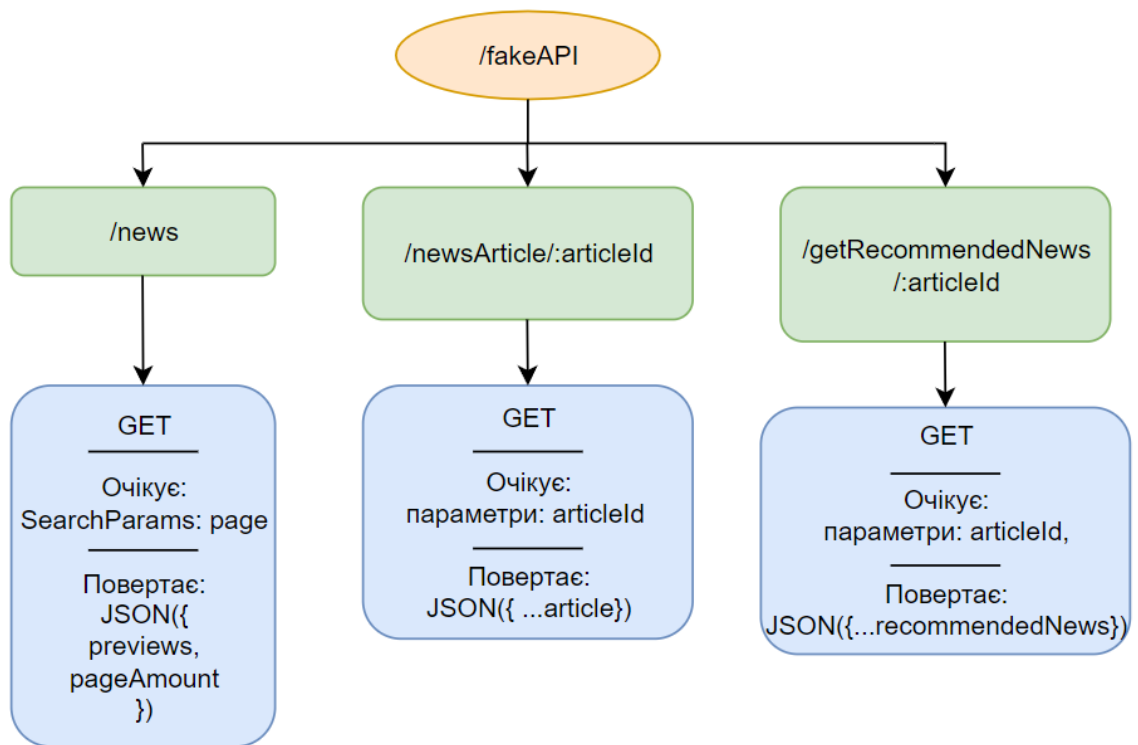 /fakeAPI
/news
/newsArticle/:articleId
/getRecommendedNews
/:articleId
GET
Очікує:
SearchParams: page
Повертає:
JSON({
previews,
pageAmount
})
GET
Очікує:
параметри: articleId
Повертає:
JSON({ ...article})
GET
Очікує:
параметри: articleId,
Повертає:
JSON({...recommendedNews})